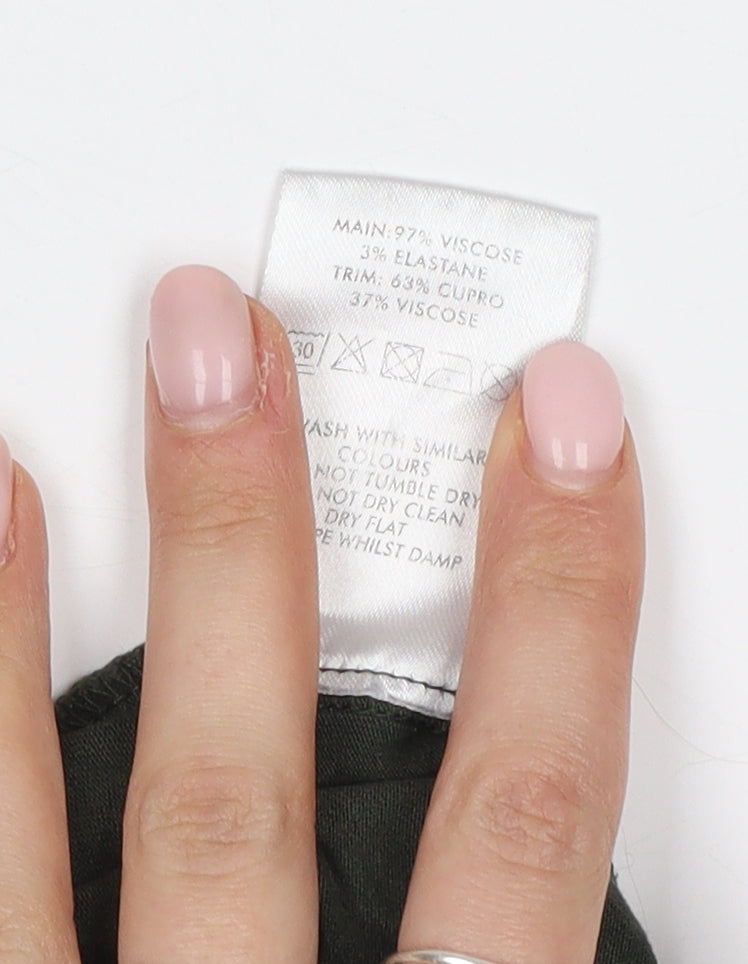 MAIN:97% VISCOSE
3% ELASTANE
TRIM: 63% CUPRO
37% VISCOSE
30
WITH SIMILAR
COLOURS
NOT TUMBLE DRY
NOT DRY CLEAN
DRY FLAT
WHILST DAMP